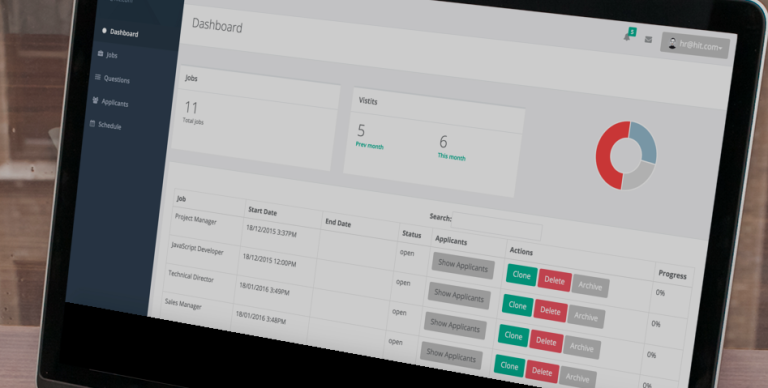 Dashboard
5
hr@hit.com
Dashboard
Jobs
Questions
Applicants
Schedule
Jobs
11
Total Jobs
Vistits
5
Prev month
6
This month
Search:
Job Start Date End Date Status Applicants Actions Progress
Project Manager 18/12/2015 3:37PM open Show Applicants Clone Delete Archive 0%
JavaScript Developer 18/12/2015 12:00PM open Show Applicants Clone Delete Archive 0%
Technical Director 18/01/2016 3:49PM open Show Applicants Clone Delete Archive 0%
Sales Manager 18/01/2016 3:48PM open Show Applicants Clone Delete Archive 0%